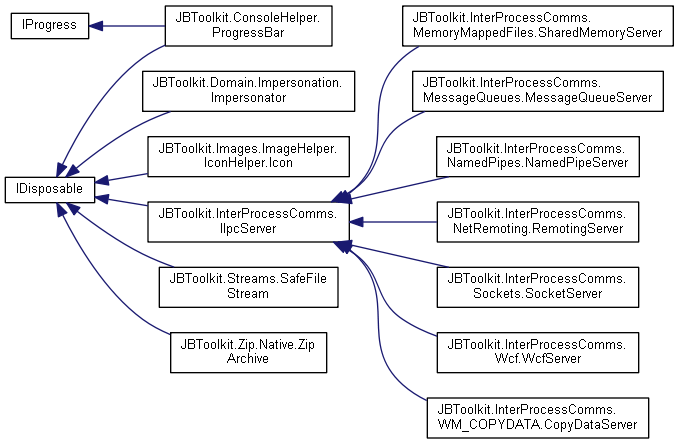 IProgress
JBToolkit.ConsoleHelper.
ProgressBar
JBToolkit.Domain.Impersonation.
Impersonator
JBToolkit.Images.ImageHelper.
IconHelper.Icon
IDisposable
JBToolkit.InterProcessComms.
IIpcServer
JBToolkit.Streams.SafeFile
Stream
JBToolkit.Zip.Native.Zip
Archive
JBToolkit.InterProcessComms.
MemoryMappedFiles.SharedMemoryServer
JBToolkit.InterProcessComms.
MessageQueues.MessageQueueServer
JBToolkit.InterProcessComms.
NamedPipes.NamedPipeServer
JBToolkit.InterProcessComms.
NetRemoting.RemotingServer
JBToolkit.InterProcessComms.
Sockets.SocketServer
JBToolkit.InterProcessComms.
Wcf.WcfServer
JBToolkit.InterProcessComms.
WM_COPYDATA.CopyDataServer